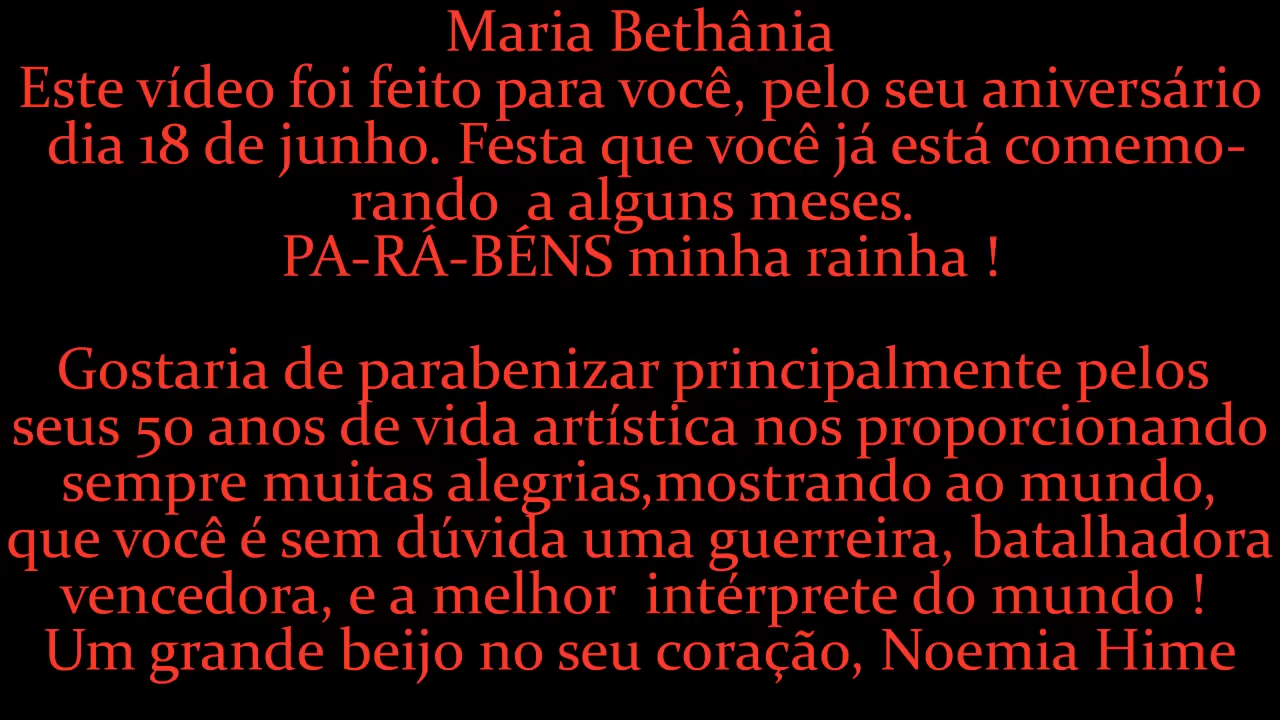 Maria Bethânia
Este vídeo foi feito para você, pelo seu aniversário
dia 18 de junho. Festa que você já está comemo-
rando  a alguns meses.
PA-RÁ-BÉNS minha rainha !
Gostaria de parabenizar principalmente pelos
seus 50 anos de vida artística nos proporcionando
sempre muitas alegrias,mostrando ao mundo,
que você é sem dúvida uma guerreira, batalhadora
vencedora, e a melhor  intérprete do mundo !
Um grande beijo no seu coração, Noemia Hime